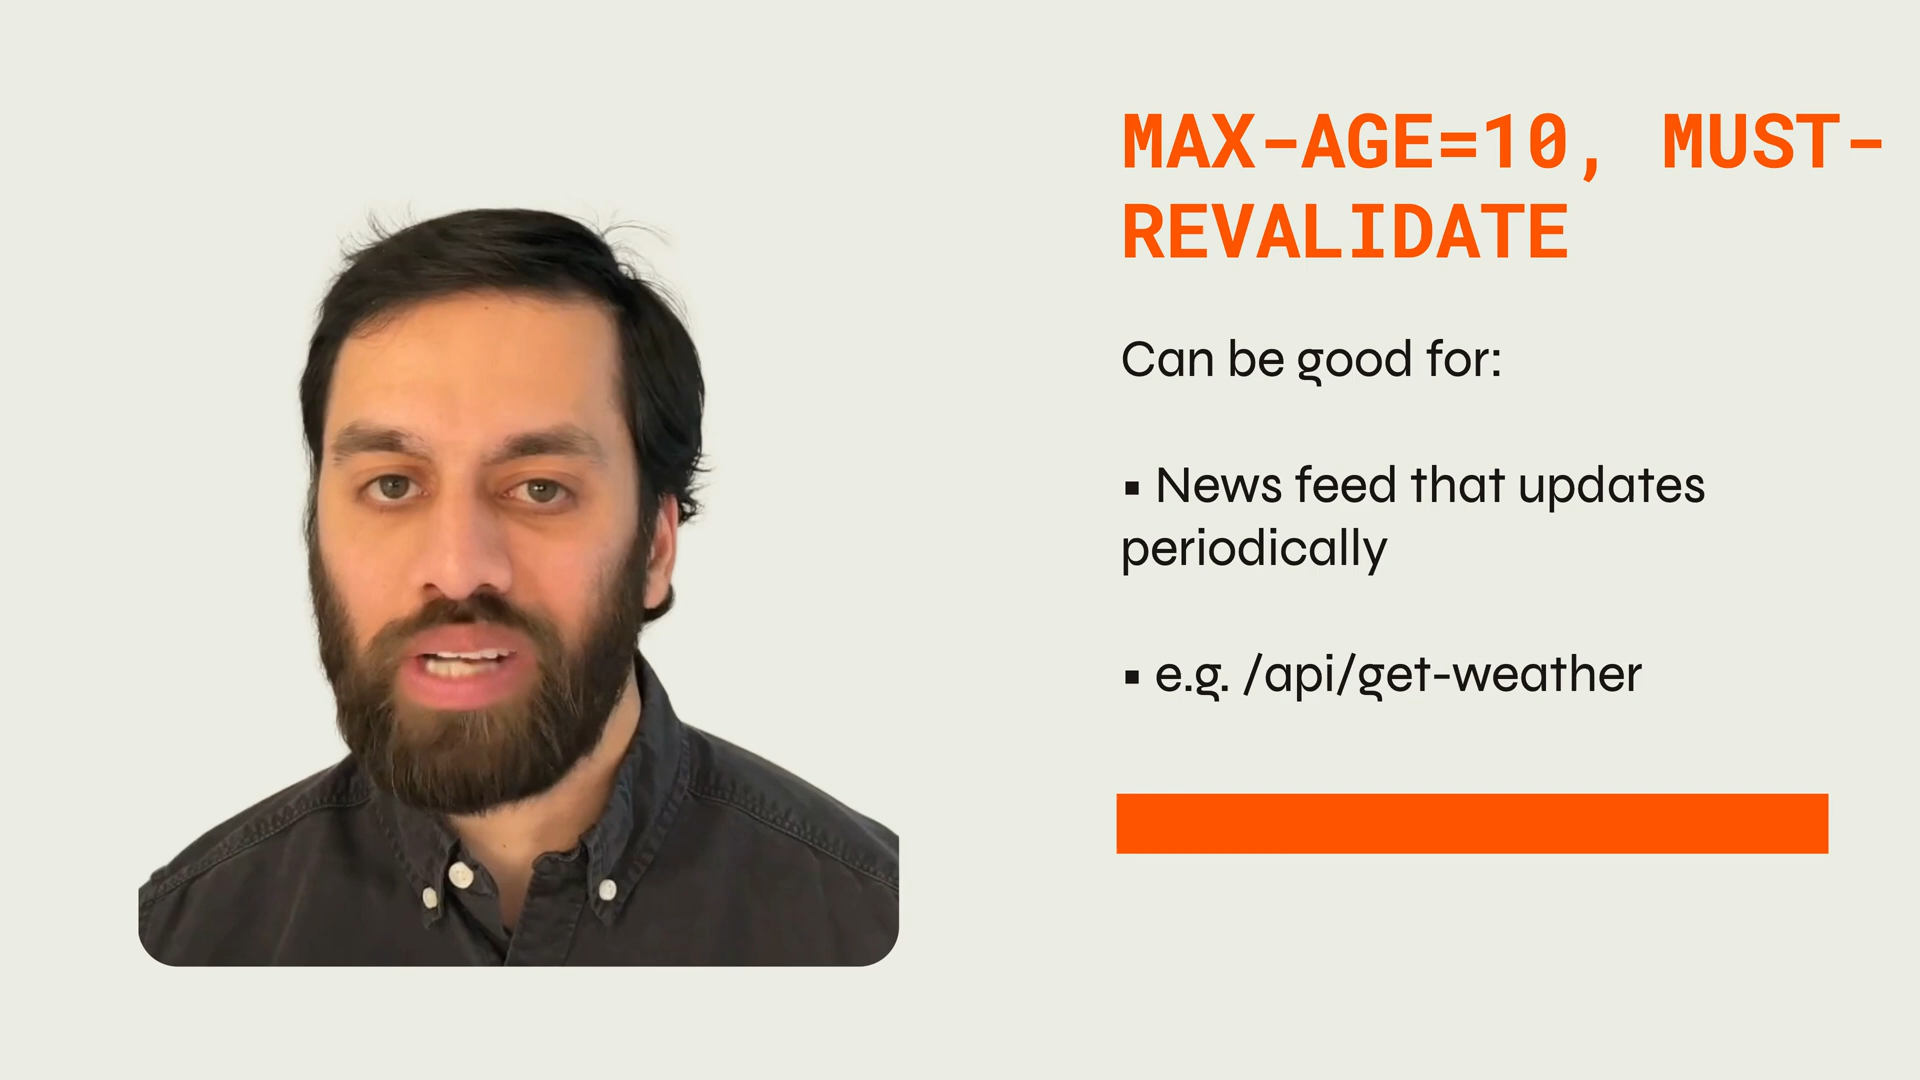 MAX-AGE=10, MUST-
REVALIDATE
Can be good for:
▪ News feed that updates
periodically
▪ e.g. /api/get-weather